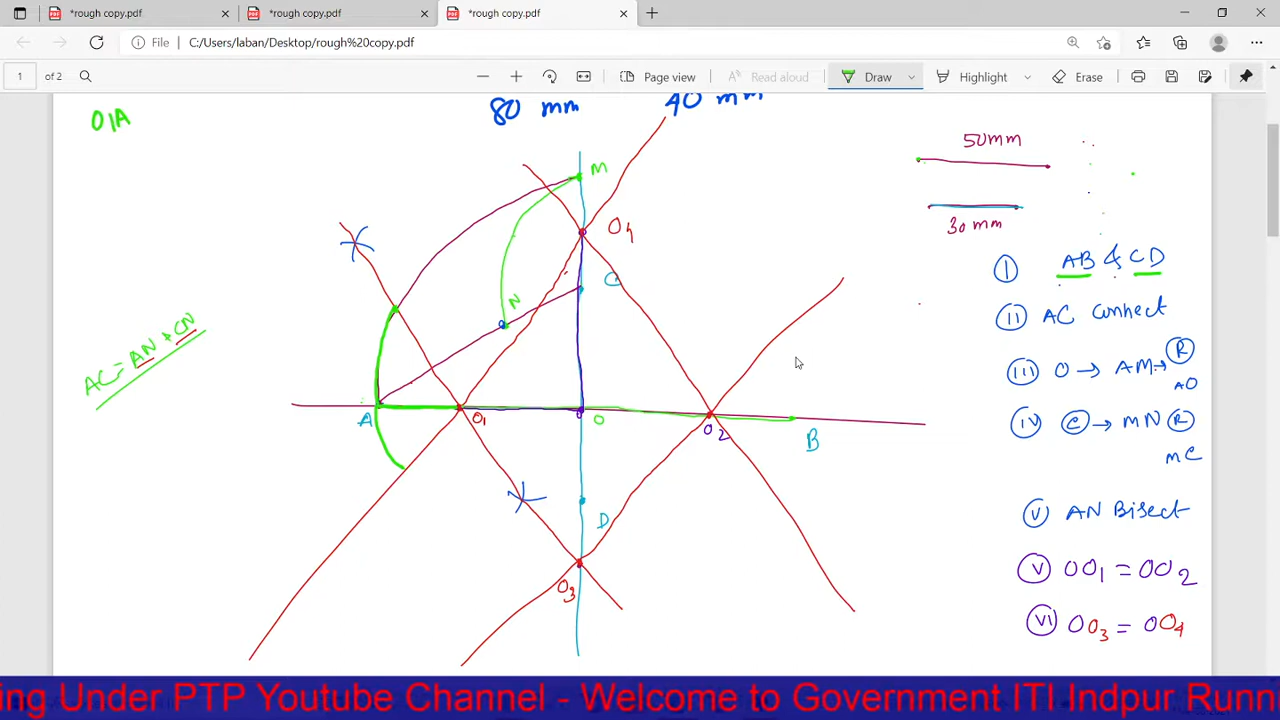 *rough copy.pdf
*rough copy.pdf
*rough copy.pdf
File
C:/Users/laban/Desktop/rough%20copy.pdf
1
of 2
Page view
Read aloud
Draw
Highlight
Erase
O1A
80 mm
40 mm
50mm
30 mm
M
O4
C
N
AC = AN + CN
A
O1
O
O2
B
D
O3
I AB & CD
II AC Connect
III O → AM → R
AO
IV C → MN R
MC
V AN Bisect
V OO1 = OO2
VI OO3 = OO4
ing Under PTP Youtube Channel - Welcome to Government ITI Indpur Runn